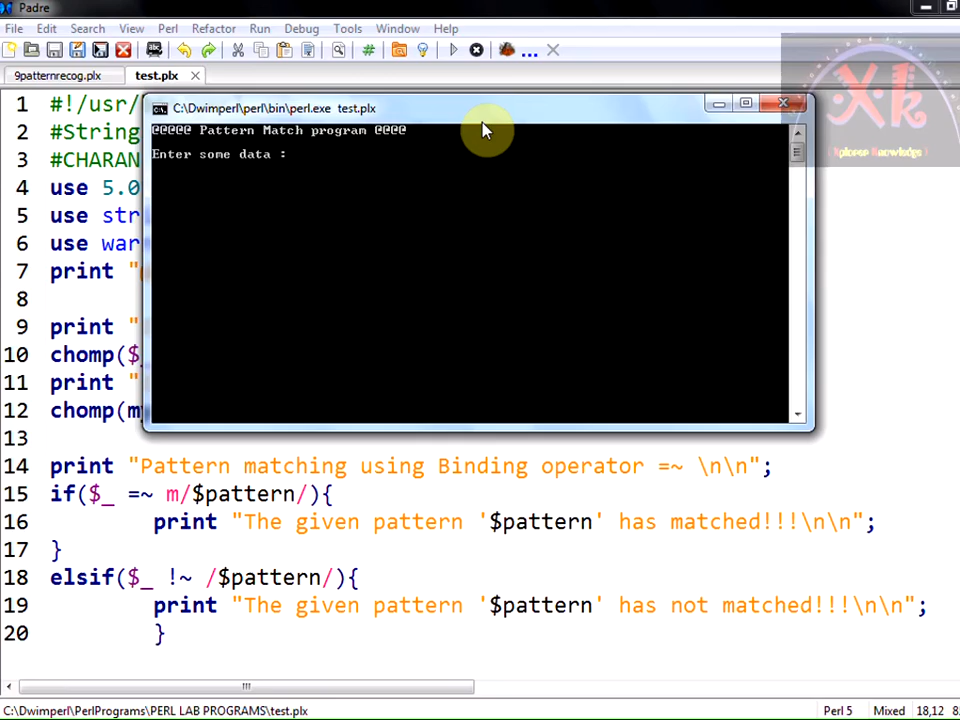 Padre
File Edit Search View Perl Refactor Run Debug Tools Window Help
9patternrecog.plx test.plx
Xk
Xplorse Knowledge
C:\Dwimperl\perl\bin\perl.exe test.plx
@@@@@ Pattern Match program @@@@
Enter some data :
1 #!/usr/
2 #String
3 #CHARAN
4 use 5.0
5 use str
6 use war
7 print "
8
9 print "
10 chomp($_
11 print "
12 chomp(m
13
14 print "Pattern matching using Binding operator =~ \n\n";
15 if($_ =~ m/$pattern/){
16 print "The given pattern '$pattern' has matched!!!\n\n";
17 }
18 elsif($_ !~ /$pattern/){
19 print "The given pattern '$pattern' has not matched!!!\n\n";
20 }
C:\Dwimperl\PerlPrograms\PERL LAB PROGRAMS\test.plx Perl 5 Mixed 18,12